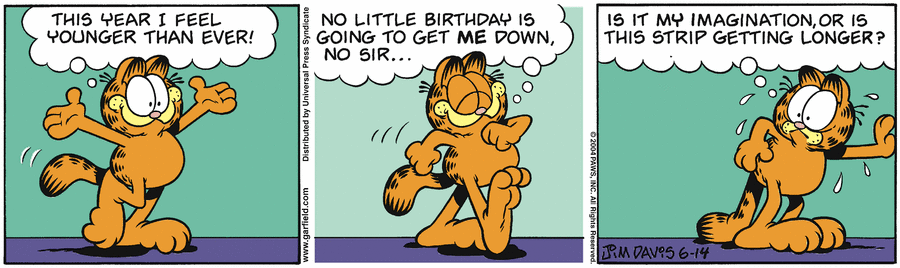 THIS YEAR I FEEL
YOUNGER THAN EVER!
www.garfield.com
Distributed by Universal Press Syndicate
NO LITTLE BIRTHDAY IS
GOING TO GET ME DOWN,
NO SIR...
© 2004 PAWS, INC. All Rights Reserved.
IS IT MY IMAGINATION, OR IS
THIS STRIP GETTING LONGER?
JIM DAVIS 6-14